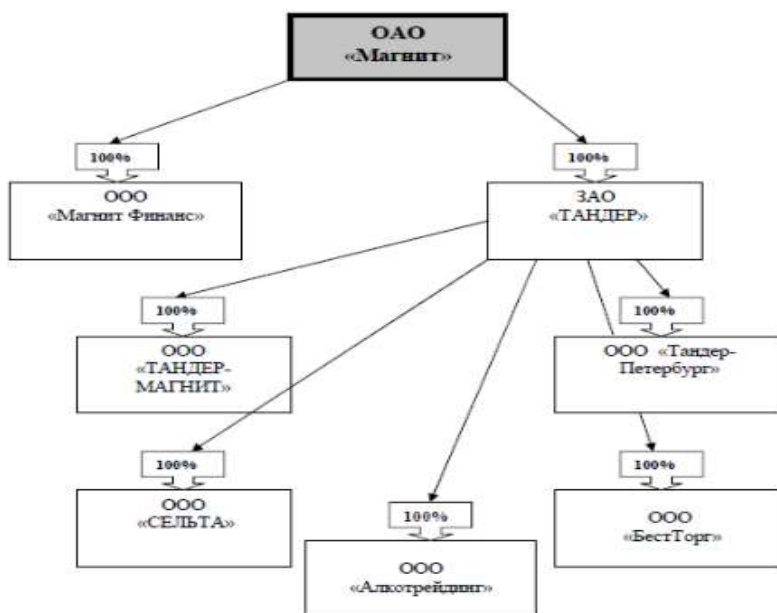 ОАО
«Магнит»
100%
100%
ООО
«Магнит Финанс»
ЗАО
«ТАНДЕР»
100%
100%
ООО
«ТАНДЕР-
МАГНИТ»
ООО «Тандер-
Петербург»
100%
100%
ООО
«СЕЛЬТА»
100%
ООО
«БестТорг»
ООО
«Алкотрейдинг»